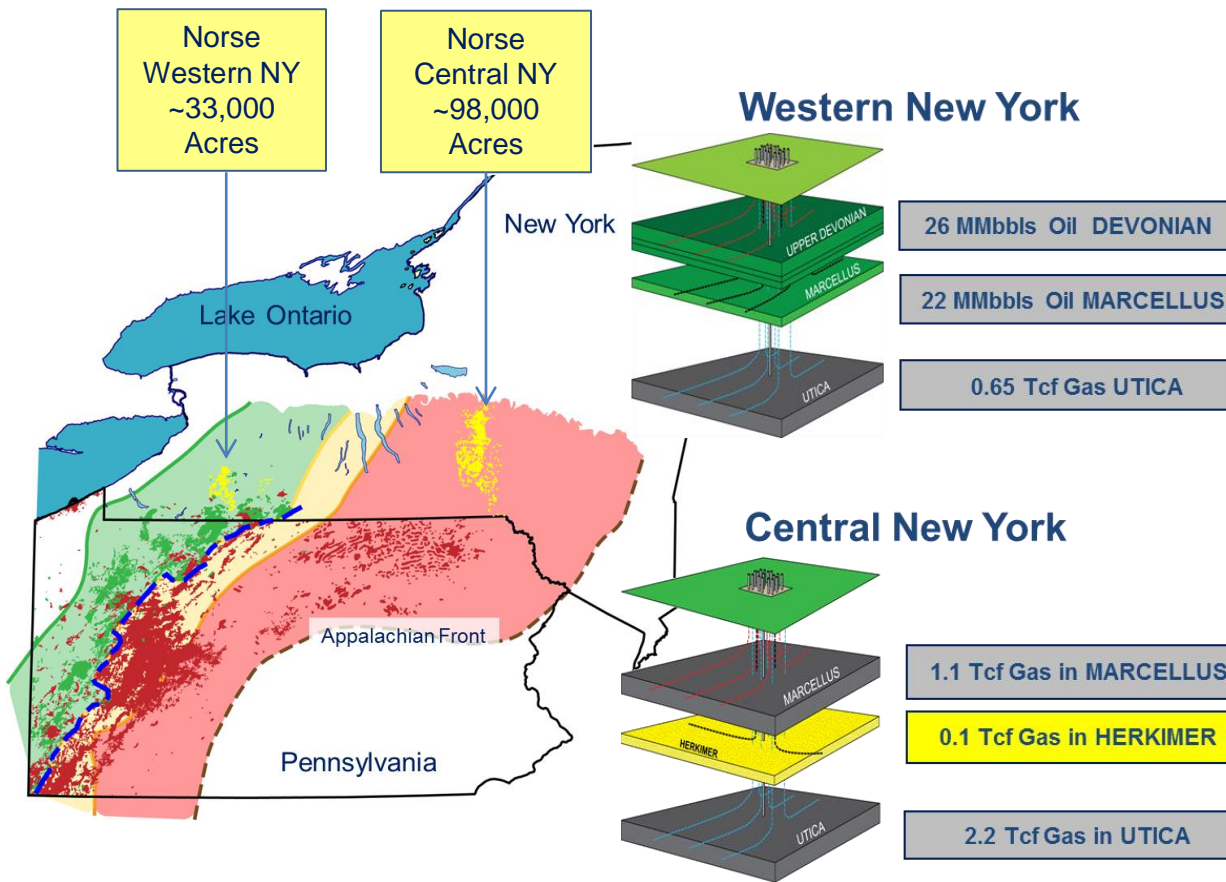 Norse
Western NY
~33,000
Acres
Norse
Central NY
~98,000
Acres
New York
Lake Ontario
Appalachian Front
Pennsylvania
Western New York
UPPER DEVONIAN
MARCELLUS
UTICA
26 MMbbls Oil DEVONIAN
22 MMbbls Oil MARCELLUS
0.65 Tcf Gas UTICA
Central New York
MARCELLUS
HERKIMER
UTICA
1.1 Tcf Gas in MARCELLUS
0.1 Tcf Gas in HERKIMER
2.2 Tcf Gas in UTICA